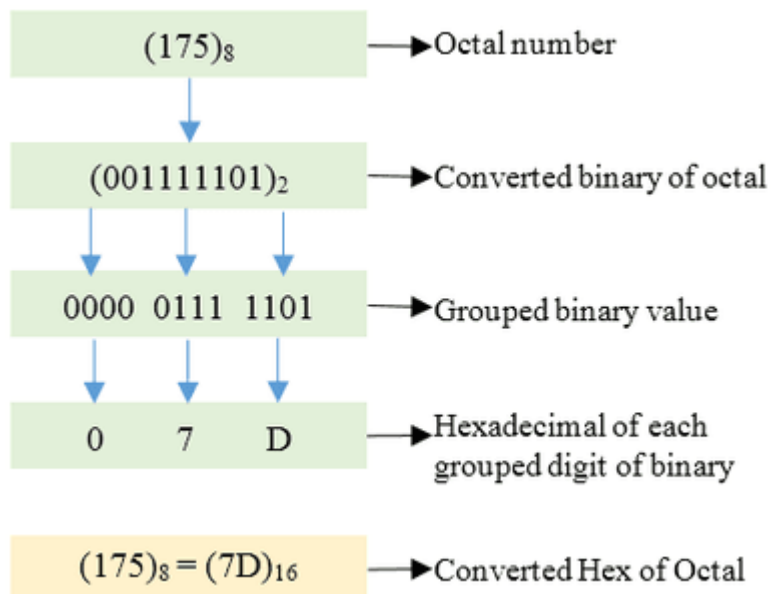 (175)₈
Octal number
(001111101)₂
Converted binary of octal
0000 0111 1101
Grouped binary value
0 7 D
Hexadecimal of each
grouped digit of binary
(175)₈ = (7D)₁₆
Converted Hex of Octal